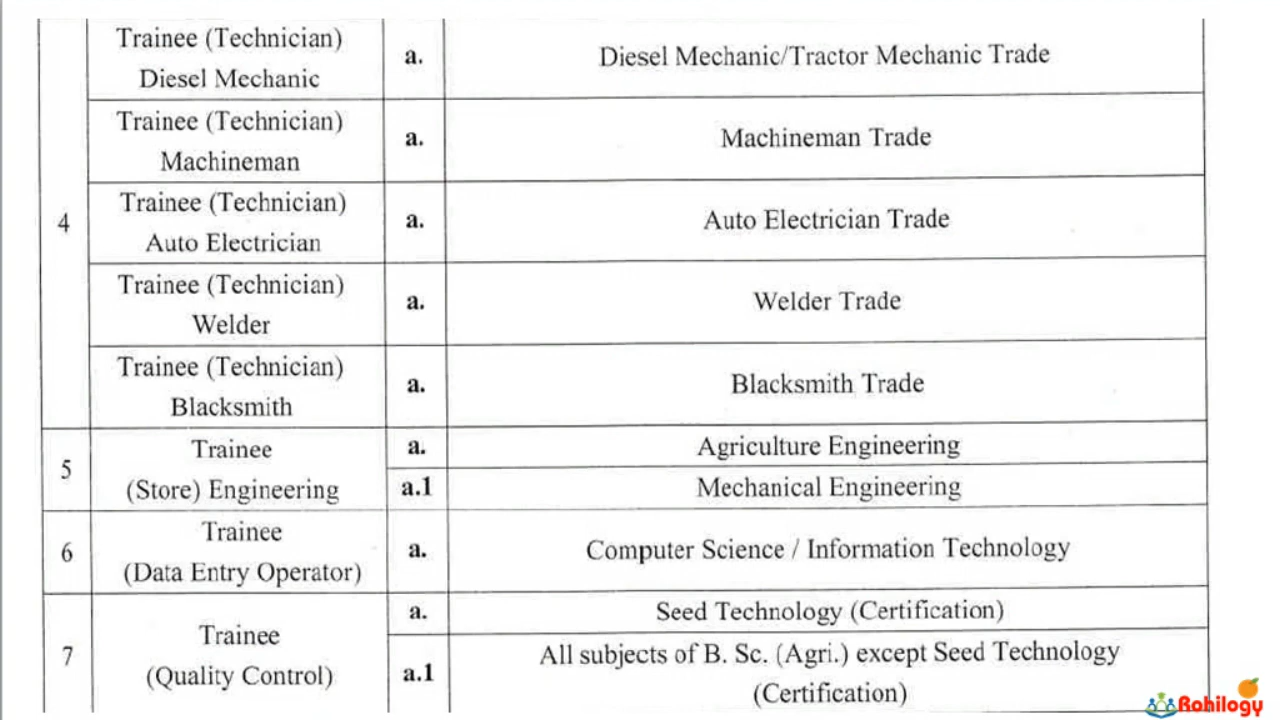 Trainee (Technician)
Diesel Mechanic
a.
Diesel Mechanic/Tractor Mechanic Trade
Trainee (Technician)
Machineman
a.
Machineman Trade
4
Trainee (Technician)
Auto Electrician
a.
Auto Electrician Trade
Trainee (Technician)
Welder
a.
Welder Trade
Trainee (Technician)
Blacksmith
a.
Blacksmith Trade
5
Trainee
(Store) Engineering
a.
Agriculture Engineering
a.1
Mechanical Engineering
6
Trainee
(Data Entry Operator)
a.
Computer Science / Information Technology
7
Trainee
(Quality Control)
a.
Seed Technology (Certification)
a.1
All subjects of B. Sc. (Agri.) except Seed Technology
(Certification)
Rohilogy